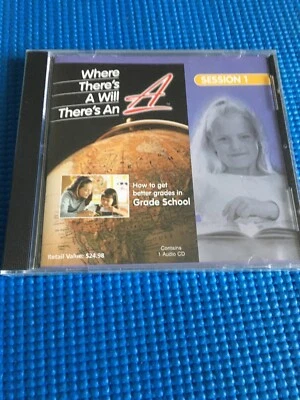 Where
There's
A Will
There's An
A
SESSION 1
How to get
better grades in
Grade School
Contains
1 Audio CD
Retail Value: $24.95